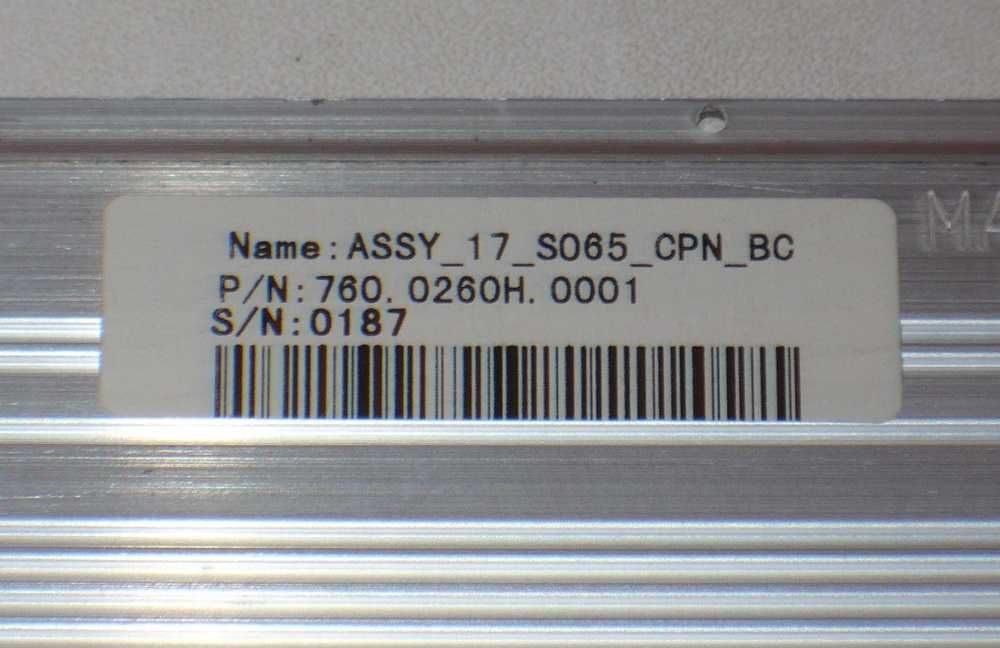 Name:ASSY_17_S065_CPN_BC
P/N:760.0260H.0001
S/N:0187